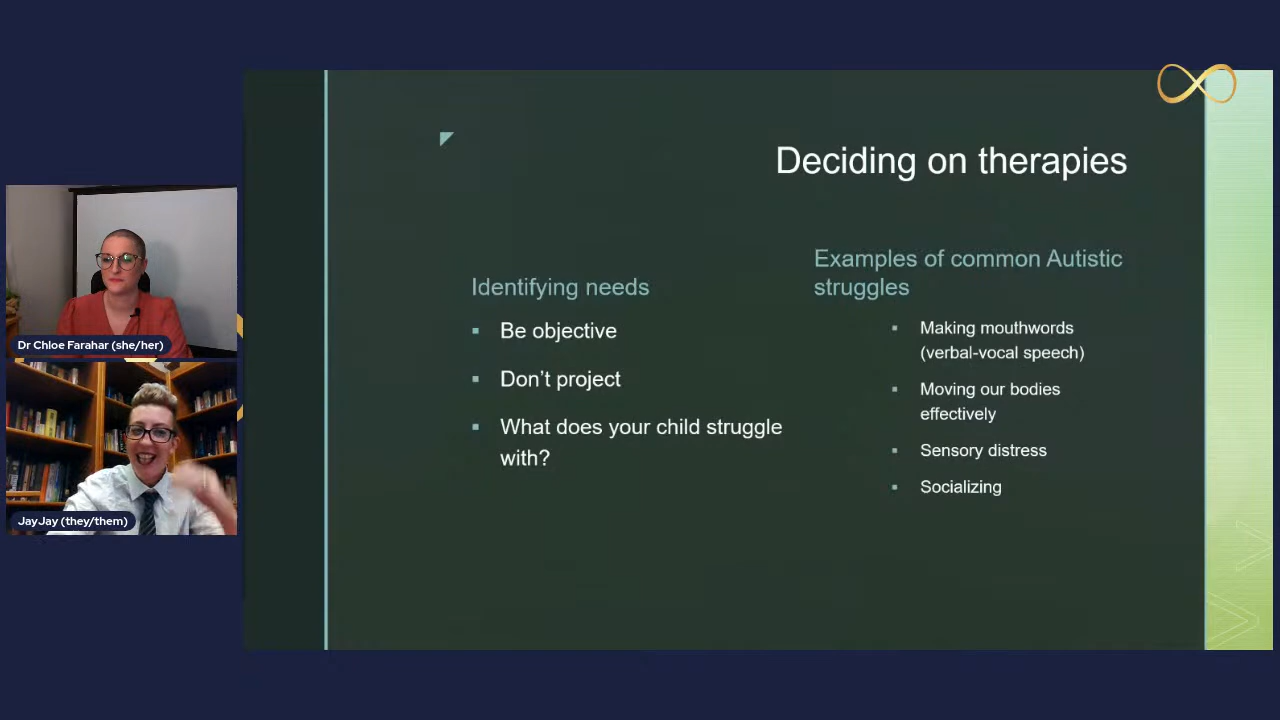 Deciding on therapies
Identifying needs
▪ Be objective
▪ Don’t project
▪ What does your child struggle
with?
Examples of common Autistic
struggles
▪ Making mouthwords
(verbal-vocal speech)
▪ Moving our bodies
effectively
▪ Sensory distress
▪ Socializing
Dr Chloe Farahar (she/her)
JayJay (they/them)